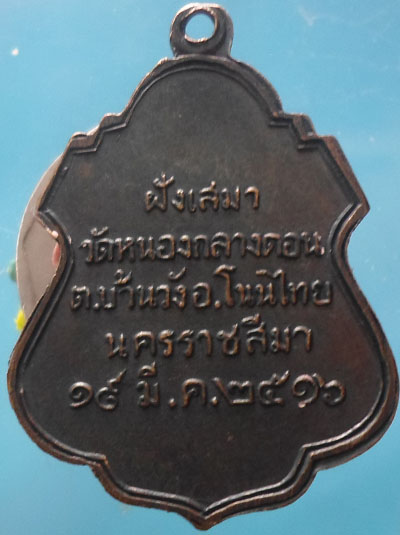 ฝังเสมา
วัดหนองกลางดอน
ต.บ้านวัง อ.โนนไทย
นครราชสีมา
๑๘ มี.ค.๒๕๑๖